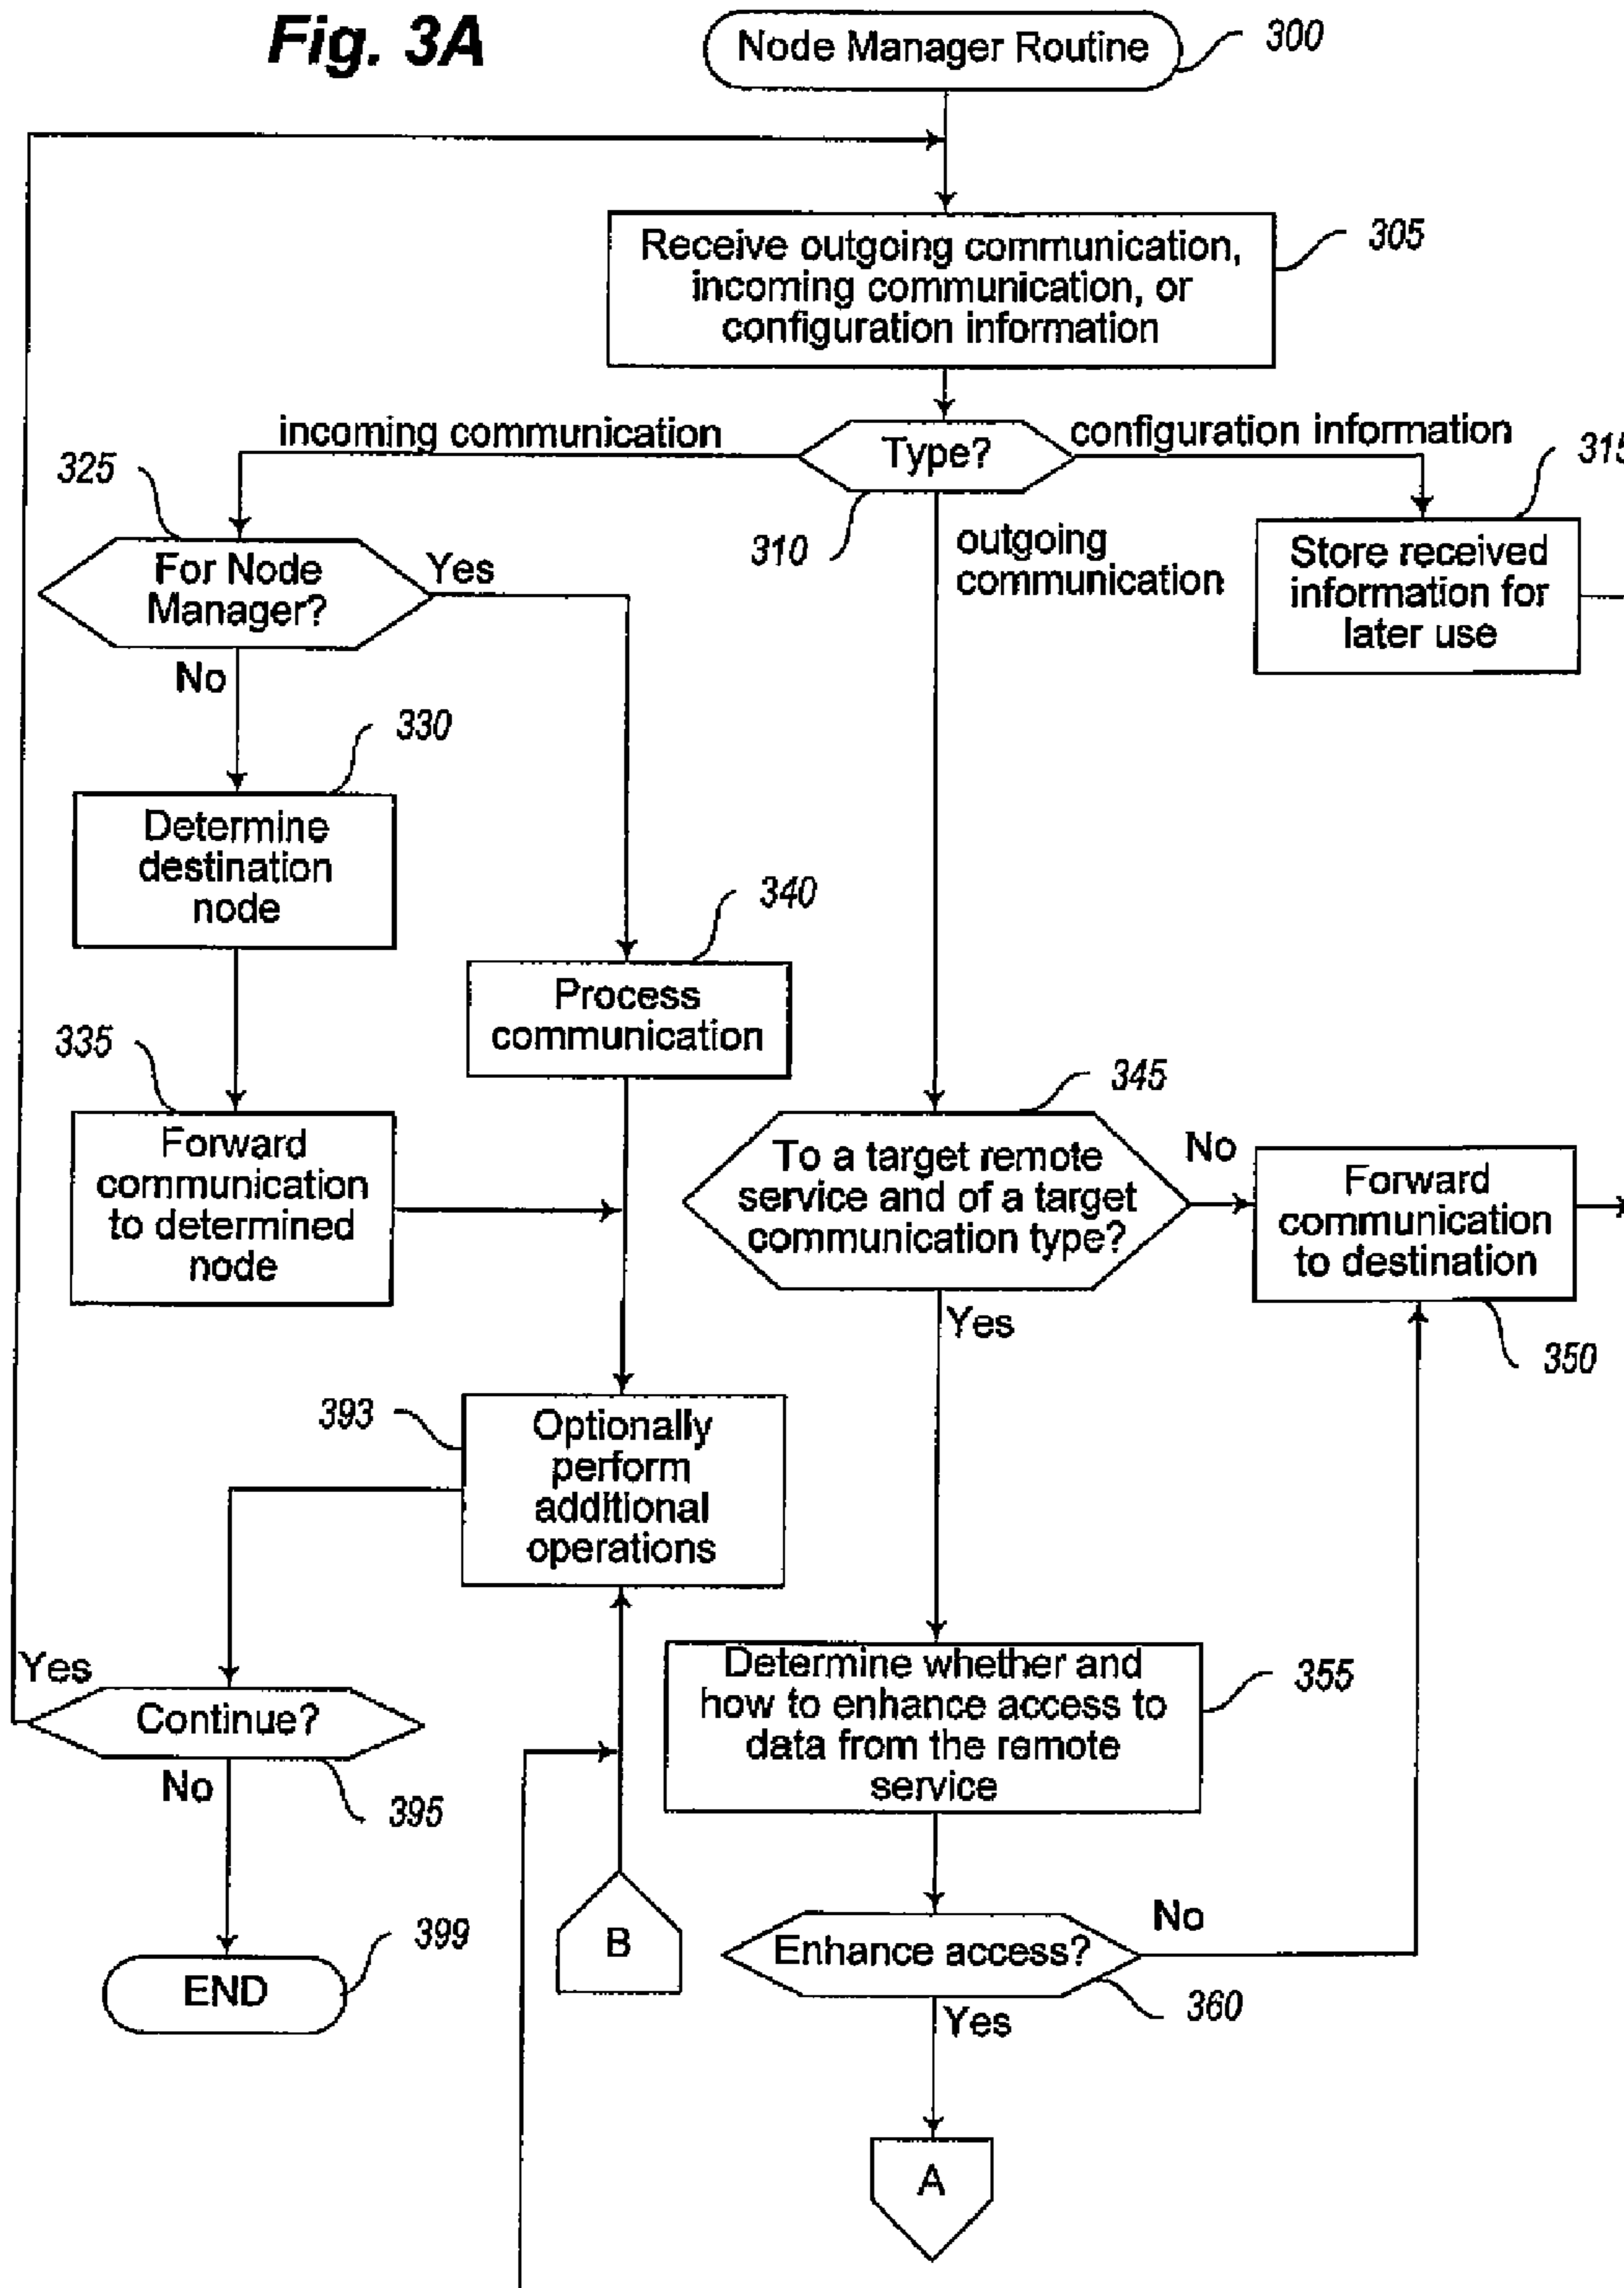 Fig. 3A
Node Manager Routine
300
Receive outgoing communication,
incoming communication, or
configuration information
305
incoming communication
Type?
configuration information
310
outgoing
communication
315
Store received
information for
later use
325
For Node
Manager?
Yes
No
330
Determine
destination
node
340
Process
communication
335
Forward
communication
to determined
node
345
To a target remote
service and of a target
communication type?
No
Forward
communication
to destination
350
Yes
393
Optionally
perform
additional
operations
Determine whether and
how to enhance access to
data from the remote
service
355
Yes
Continue?
No
395
B
Enhance access?
No
360
Yes
399
END
A